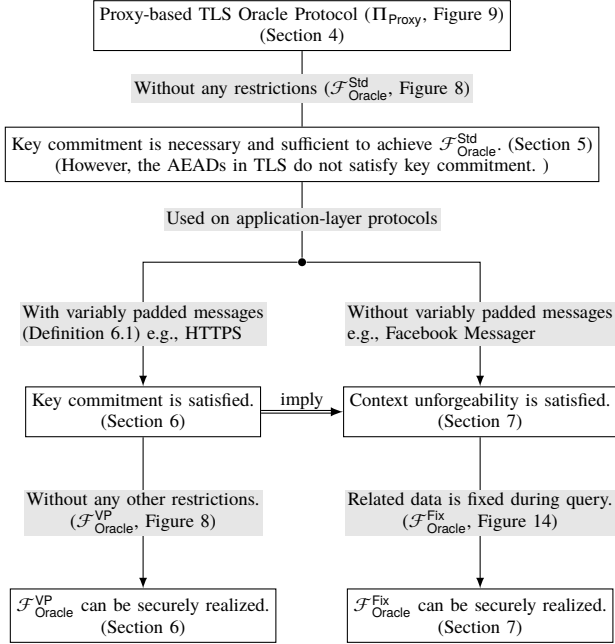 Proxy-based TLS Oracle Protocol (Π_Proxy, Figure 9)
(Section 4)
Without any restrictions (ℱ^Std_Oracle, Figure 8)
Key commitment is necessary and sufficient to achieve ℱ^Std_Oracle. (Section 5)
(However, the AEADs in TLS do not satisfy key commitment. )
Used on application-layer protocols
With variably padded messages
(Definition 6.1) e.g., HTTPS
Without variably padded messages
e.g., Facebook Messager
Key commitment is satisfied.
(Section 6)
imply
Context unforgeability is satisfied.
(Section 7)
Without any other restrictions.
(ℱ^VP_Oracle, Figure 8)
Related data is fixed during query.
(ℱ^Fix_Oracle, Figure 14)
ℱ^VP_Oracle can be securely realized.
(Section 6)
ℱ^Fix_Oracle can be securely realized.
(Section 7)